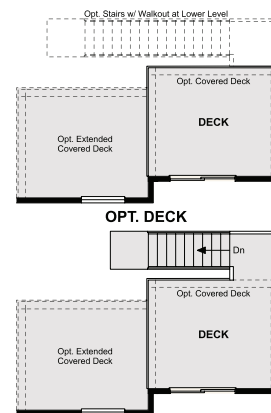 Opt. Stairs w/ Walkout at Lower Level
Opt. Covered Deck
DECK
Opt. Extended
Covered Deck
OPT. DECK
Dn
Opt. Covered Deck
DECK
Opt. Extended
Covered Deck